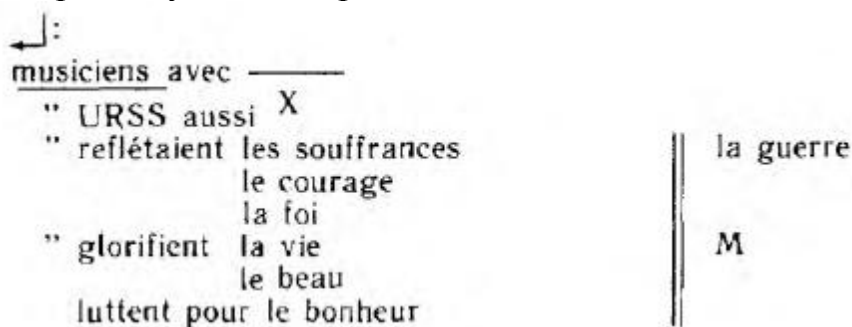 :
musiciens avec
” URSS aussi X
” reflétaient les souffrances la guerre
le courage
la foi
” glorifient la vie M
le beau
luttent pour le bonheur